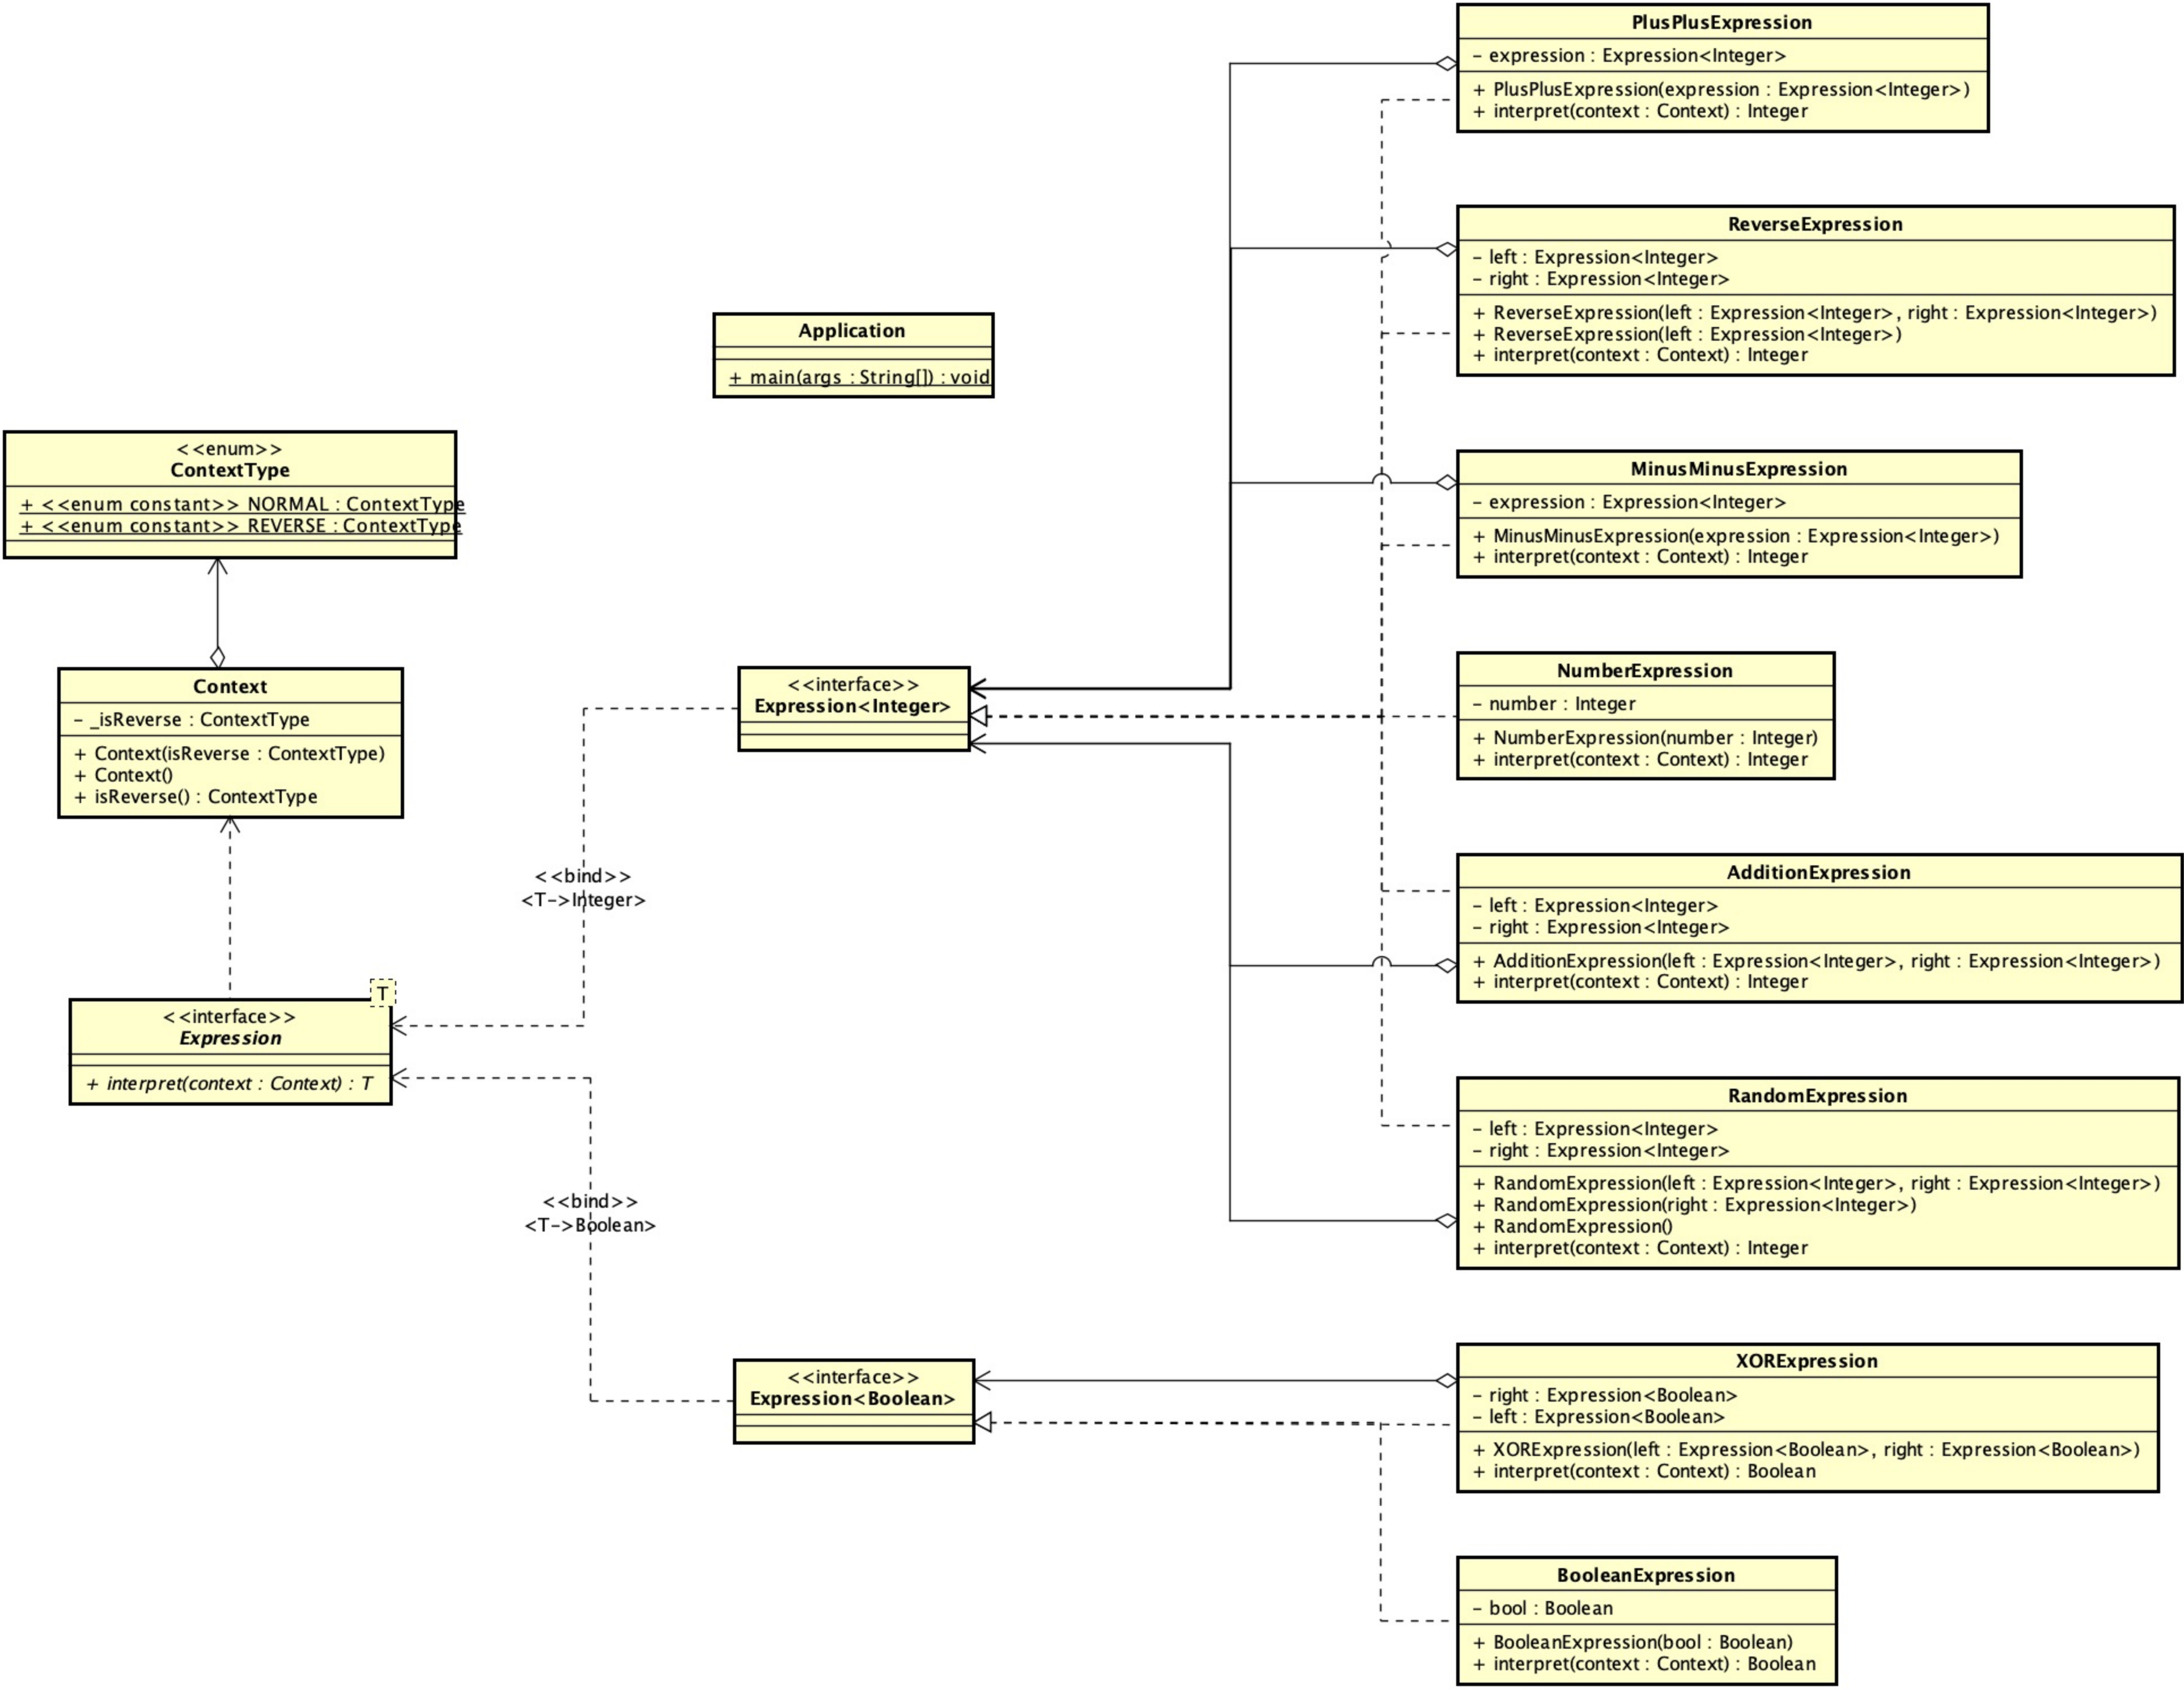 PlusPlusExpression
- expression : Expression<Integer>
+ PlusPlusExpression(expression : Expression<Integer>)
+ interpret(context : Context) : Integer
ReverseExpression
- left : Expression<Integer>
- right : Expression<Integer>
+ ReverseExpression(left : Expression<Integer>, right : Expression<Integer>)
+ ReverseExpression(left : Expression<Integer>)
+ interpret(context : Context) : Integer
Application
+ main(args : String[]) : void
<<enum>>
ContextType
+ <<enum constant>> NORMAL : ContextType
+ <<enum constant>> REVERSE : ContextType
MinusMinusExpression
- expression : Expression<Integer>
+ MinusMinusExpression(expression : Expression<Integer>)
+ interpret(context : Context) : Integer
Context
- _isReverse : ContextType
+ Context(isReverse : ContextType)
+ Context()
+ isReverse() : ContextType
<<interface>>
Expression<Integer>
NumberExpression
- number : Integer
+ NumberExpression(number : Integer)
+ interpret(context : Context) : Integer
<<bind>>
<T->Integer>
AdditionExpression
- left : Expression<Integer>
- right : Expression<Integer>
+ AdditionExpression(left : Expression<Integer>, right : Expression<Integer>)
+ interpret(context : Context) : Integer
T
<<interface>>
Expression
+ interpret(context : Context) : T
RandomExpression
- left : Expression<Integer>
- right : Expression<Integer>
+ RandomExpression(left : Expression<Integer>, right : Expression<Integer>)
+ RandomExpression(right : Expression<Integer>)
+ RandomExpression()
+ interpret(context : Context) : Integer
<<bind>>
<T->Boolean>
<<interface>>
Expression<Boolean>
XORExpression
- right : Expression<Boolean>
- left : Expression<Boolean>
+ XORExpression(left : Expression<Boolean>, right : Expression<Boolean>)
+ interpret(context : Context) : Boolean
BooleanExpression
- bool : Boolean
+ BooleanExpression(bool : Boolean)
+ interpret(context : Context) : Boolean